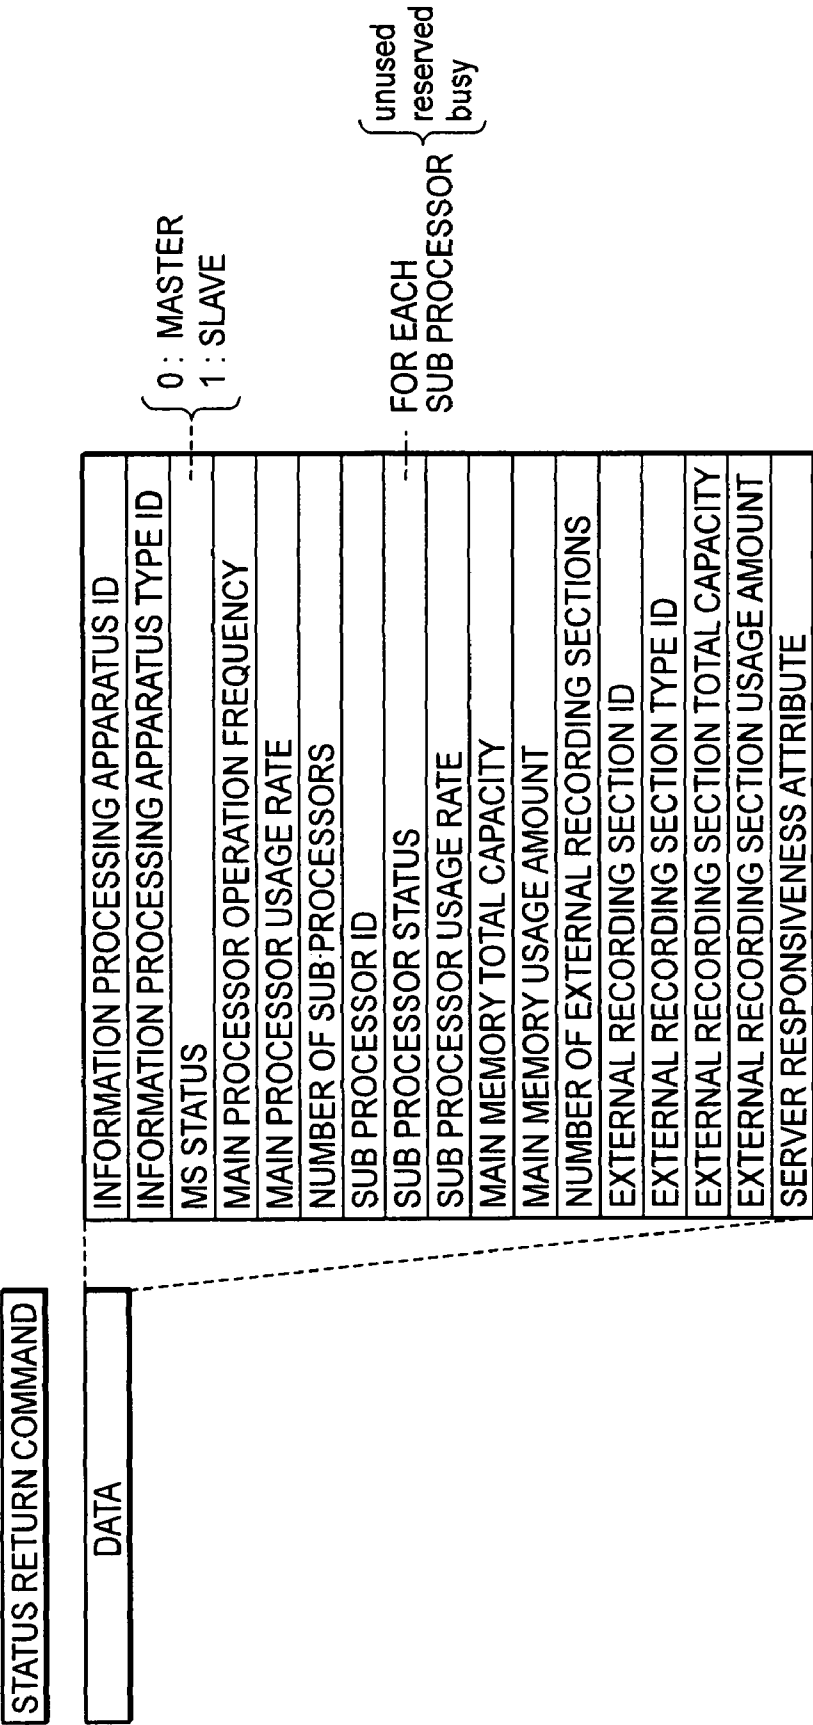 STATUS RETURN COMMAND
DATA
INFORMATION PROCESSING APPARATUS ID
INFORMATION PROCESSING APPARATUS TYPE ID
MS STATUS
0 : MASTER
1 : SLAVE
MAIN PROCESSOR OPERATION FREQUENCY
MAIN PROCESSOR USAGE RATE
NUMBER OF SUB PROCESSORS
SUB PROCESSOR ID
SUB PROCESSOR STATUS
FOR EACH
SUB PROCESSOR
unused
reserved
busy
SUB PROCESSOR USAGE RATE
MAIN MEMORY TOTAL CAPACITY
MAIN MEMORY USAGE AMOUNT
NUMBER OF EXTERNAL RECORDING SECTIONS
EXTERNAL RECORDING SECTION ID
EXTERNAL RECORDING SECTION TYPE ID
EXTERNAL RECORDING SECTION TOTAL CAPACITY
EXTERNAL RECORDING SECTION USAGE AMOUNT
SERVER RESPONSIVENESS ATTRIBUTE